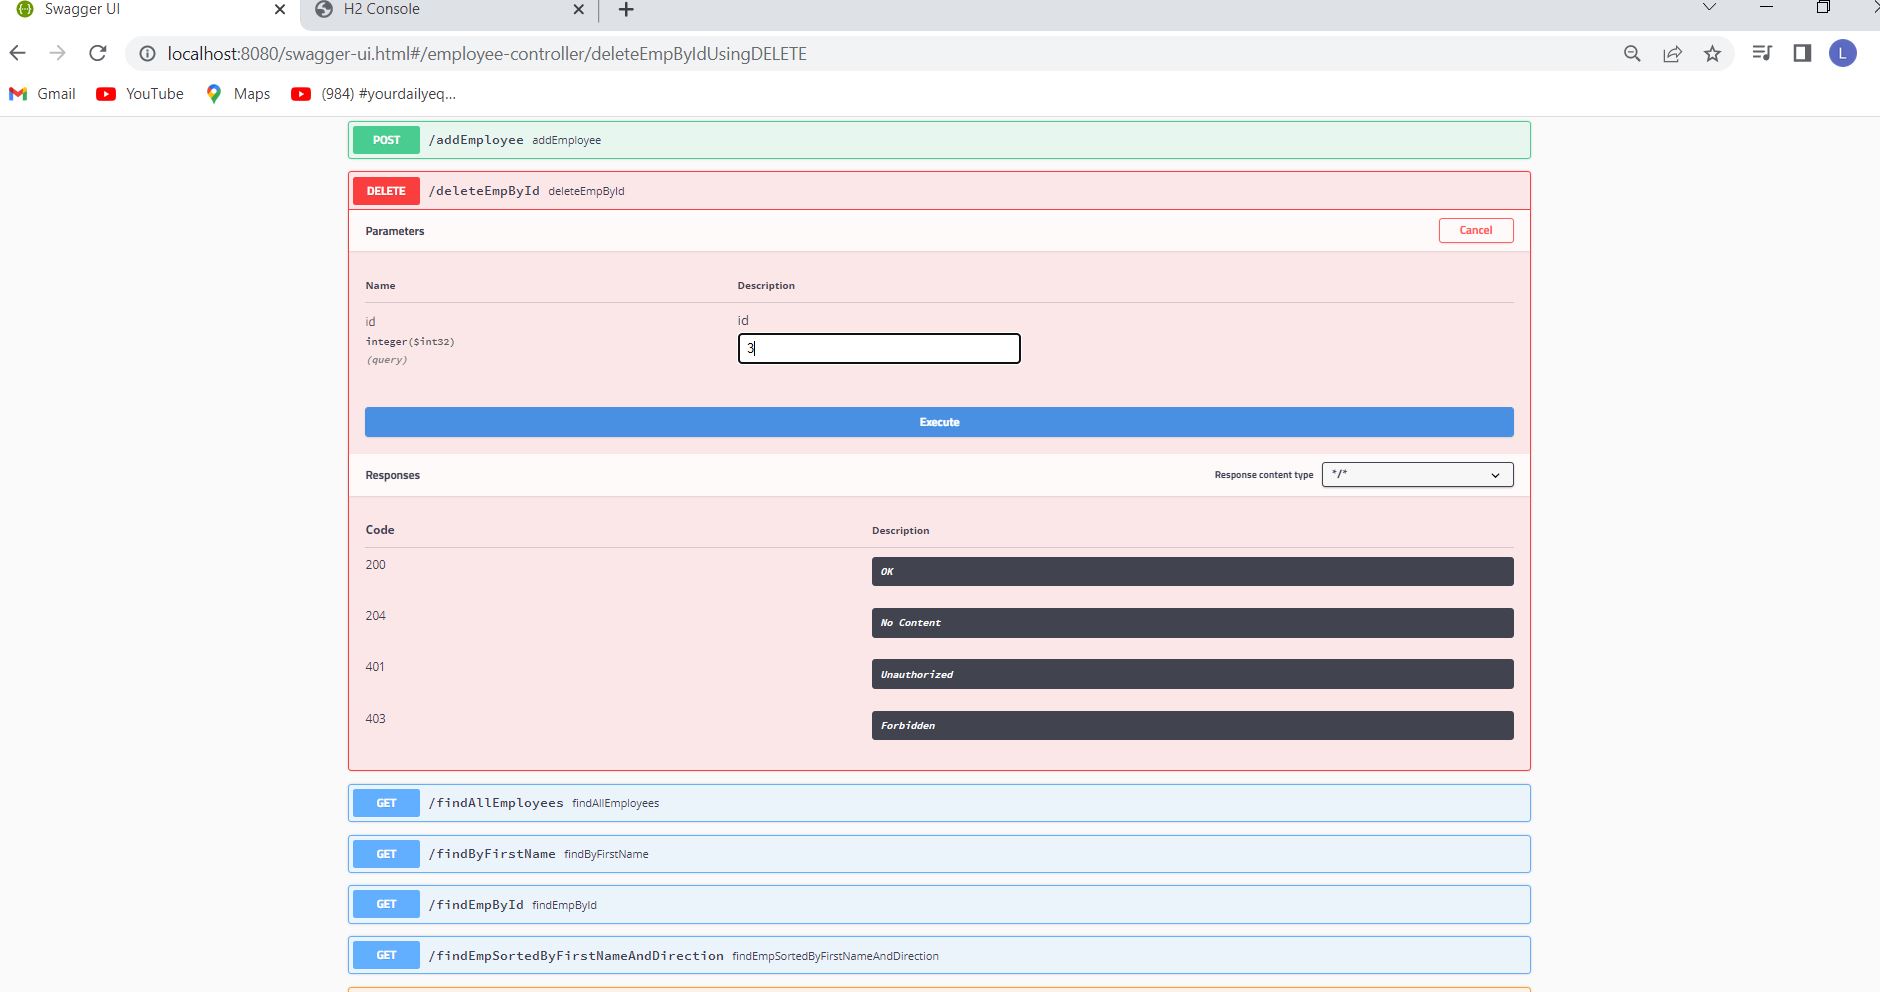 Swagger UI
H2 Console
localhost:8080/swagger-ui.html#/employee-controller/deleteEmpByIdUsingDELETE
L
Gmail YouTube Maps (984) #yourdailyeq...
POST /addEmployee addEmployee
DELETE /deleteEmpById deleteEmpById
Parameters
Cancel
Name Description
id
integer($int32)
(query)
id
3
Execute
Responses
Response content type */*
Code Description
200 OK
204 No Content
401 Unauthorized
403 Forbidden
GET /findAllEmployees findAllEmployees
GET /findByFirstName findByFirstName
GET /findEmpById findEmpById
GET /findEmpSortedByFirstNameAndDirection findEmpSortedByFirstNameAndDirection